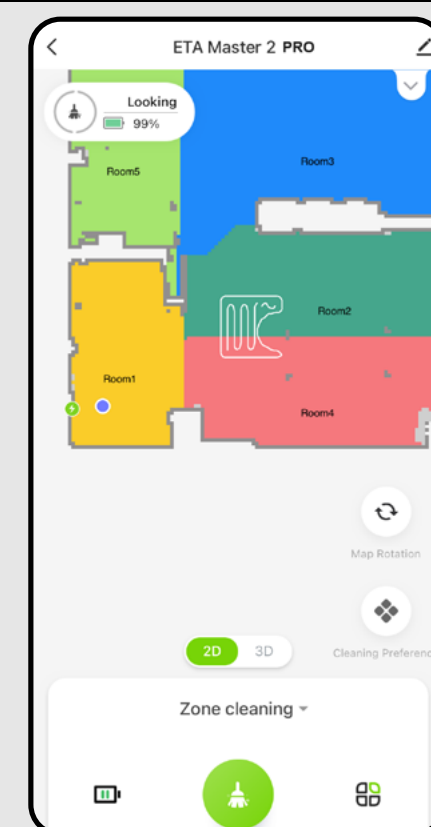 ETA Master 2 PRO
Looking
99%
Room5
Room3
Room2
Room1
Room4
Map Rotation
2D 3D
Cleaning Preferenc
Zone cleaning